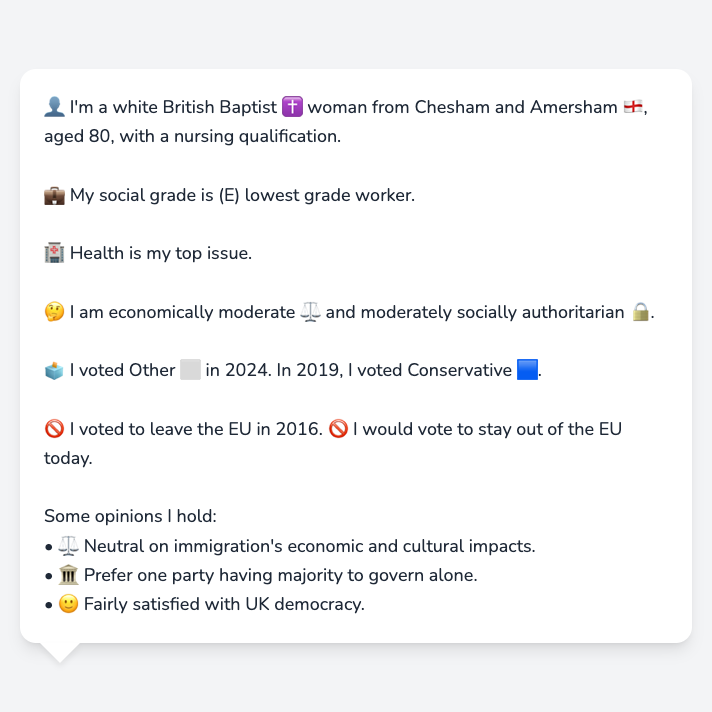 👤 I'm a white British Baptist ✝️ woman from Chesham and Amersham 🏴󠁧󠁢󠁥󠁮󠁧󠁿,
aged 80, with a nursing qualification.
💼 My social grade is (E) lowest grade worker.
🏥 Health is my top issue.
🤔 I am economically moderate ⚖️ and moderately socially authoritarian 🔒.
🗳️ I voted Other ⬜ in 2024. In 2019, I voted Conservative 🟦.
🚫 I voted to leave the EU in 2016. 🚫 I would vote to stay out of the EU
today.
Some opinions I hold:
• ⚖️ Neutral on immigration's economic and cultural impacts.
• 🏛️ Prefer one party having majority to govern alone.
• 🙂 Fairly satisfied with UK democracy.